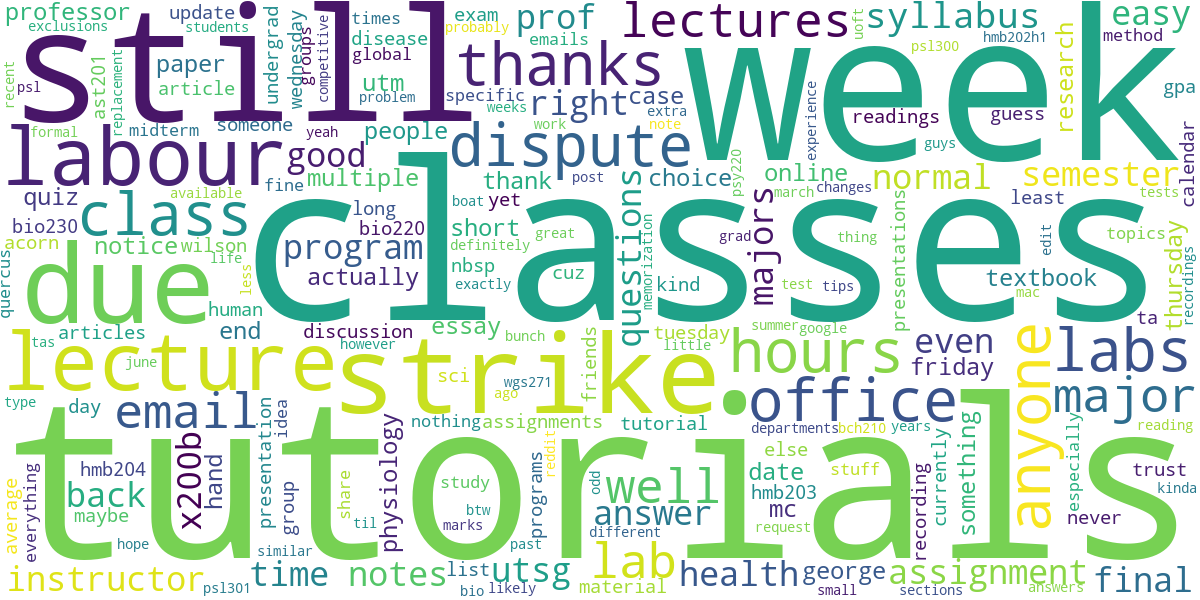 professor
exclusions
recent
psl
still
update
students
undergrad
wednesday
groups
competitive
times
disease
global
exam
probably
emails
utm
problem
prof
lectures
thanks
specific
weeks
week
uoft
syllabus
psl300
hmb202h1
research
easy
method
gpa
paper
article
ast201
replacement
formal
midterm
someone
yeah
people
right
case
extra
work
note
experience
readings
guess
guys
labour
good
dispute
post
choice
psy220
online
march
changes
normal
semester
least
calendar
tests
quiz
available
fine
multiple
thank
yet
bio230
class
long
bio220
boat
short
great
definitely
questions
memorization
majors
grad
thing
presentations
edit
topics
thursday
recordings
acorn
notice
wilson
life
less
program
actually
nbsp
exactly
cuz
kind
test
tips
textbook
mac
quercus
due
human
classes
ta
tas
articles
end
discussion
however
essay
bunch
friends
tuesday
little
summer
google
hours
even
friday
labs
june
lecture
strike
sci
wgs271
ago
anyone
major
type
day
email
presentation
idea
nothing
assignments
tutorial
office
departments
bch210
years
reading
everything
average
hmb204
x200b
hand
group
share
physiology
study
reddit
programs
odd
well
answer
else
date
stuff
hmb203
mc
recording
currently
something
especially
trust
kinda
back
maybe
hope
tutorials
til
btw
marks
past
different
request
never
similar
instructor
psl301
time
notes
list
bio
likely
utsg
lab
material
health
george
small
assignment
sections
answers
final